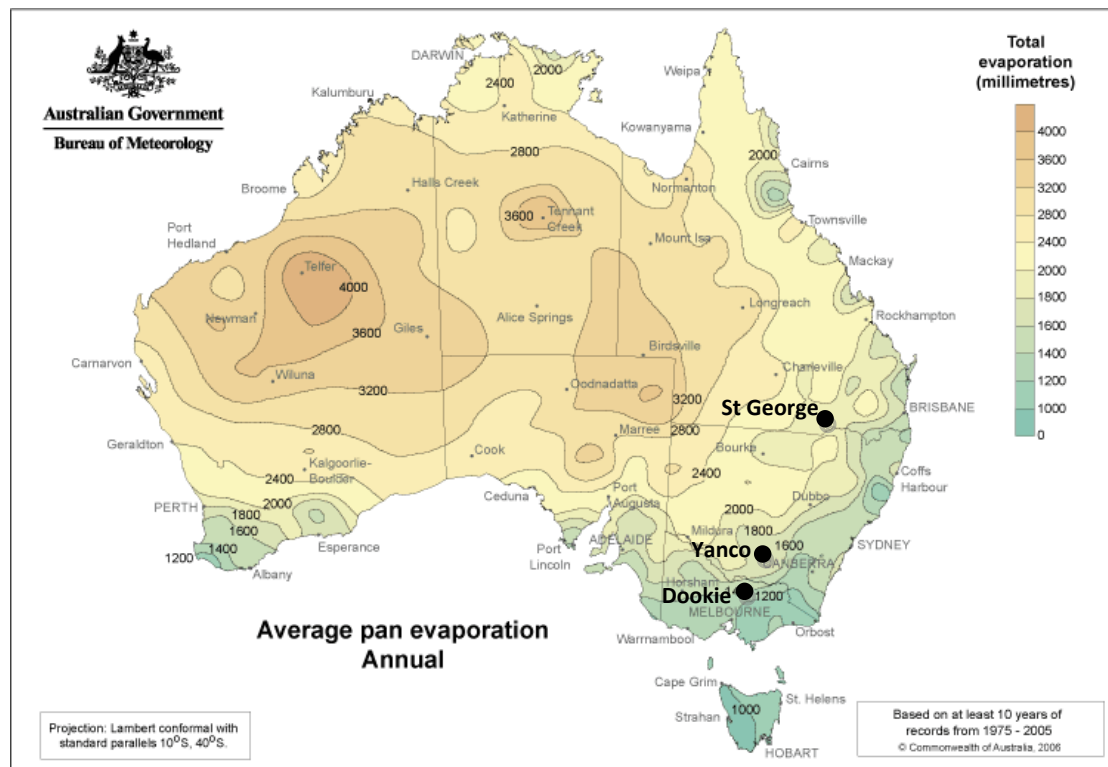 Australian Government
Bureau of Meteorology
Total
evaporation
(millimetres)
4000
3600
3200
2800
2400
2000
1800
1600
1400
1200
1000
0
DARWIN
2000
2400
Weipa
Kalumburu
Katherine
Kowanyama
2800
2000
Cairns
Halls Creek
Normanton
Broome
3600
Tennant
Creek
Townsville
Port
Hedland
Mount Isa
Telfer
Mackay
4000
Newman
Alice Springs
Longreach
Giles
3600
Rockhampton
Birdsville
Carnarvon
Charleville
Wiluna
Oodnadatta
3200
3200
St George
BRISBANE
2800
Marree
2800
Geraldton
Cook
Bourke
Kalgoorlie-
Boulder
2400
2400
Coffs
Harbour
Ceduna
Port
Augusta
PERTH
2000
Dubbo
1800
2000
1600
Mildura
1800
1400
Esperance
ADELAIDE
Yanco
1600
SYDNEY
1200
Port
Lincoln
CANBERRA
Albany
Horsham
Dookie
1200
MELBOURNE
Warrnambool
Orbost
Average pan evaporation
Annual
Cape Grim
St. Helens
1000
Strahan
HOBART
Projection: Lambert conformal with
standard parallels 10°S, 40°S.
Based on at least 10 years of
records from 1975 - 2005
© Commonwealth of Australia, 2006